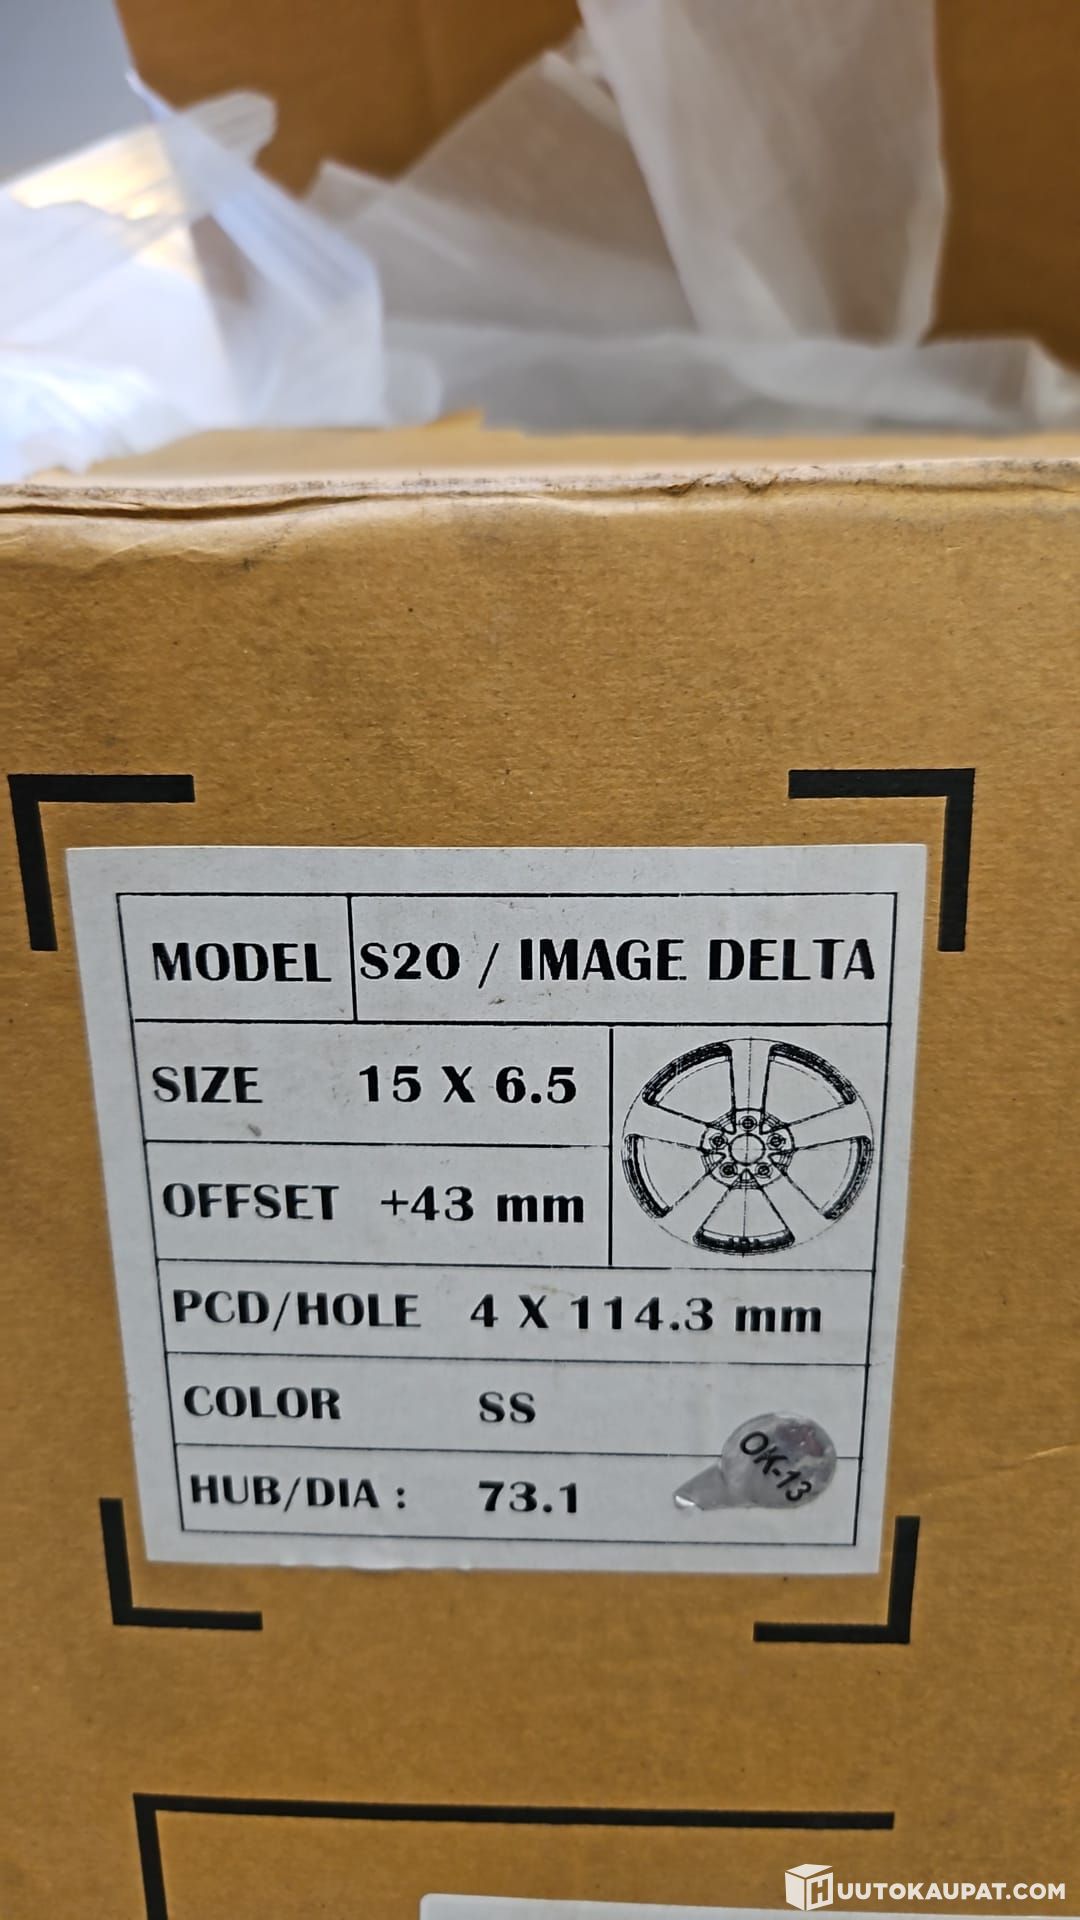 MODEL S20 / IMAGE DELTA
SIZE 15 X 6.5
OFFSET +43 mm
PCD/HOLE 4 X 114.3 mm
COLOR SS
OK-13
HUB/DIA : 73.1
HUUTOKAUPAT.COM